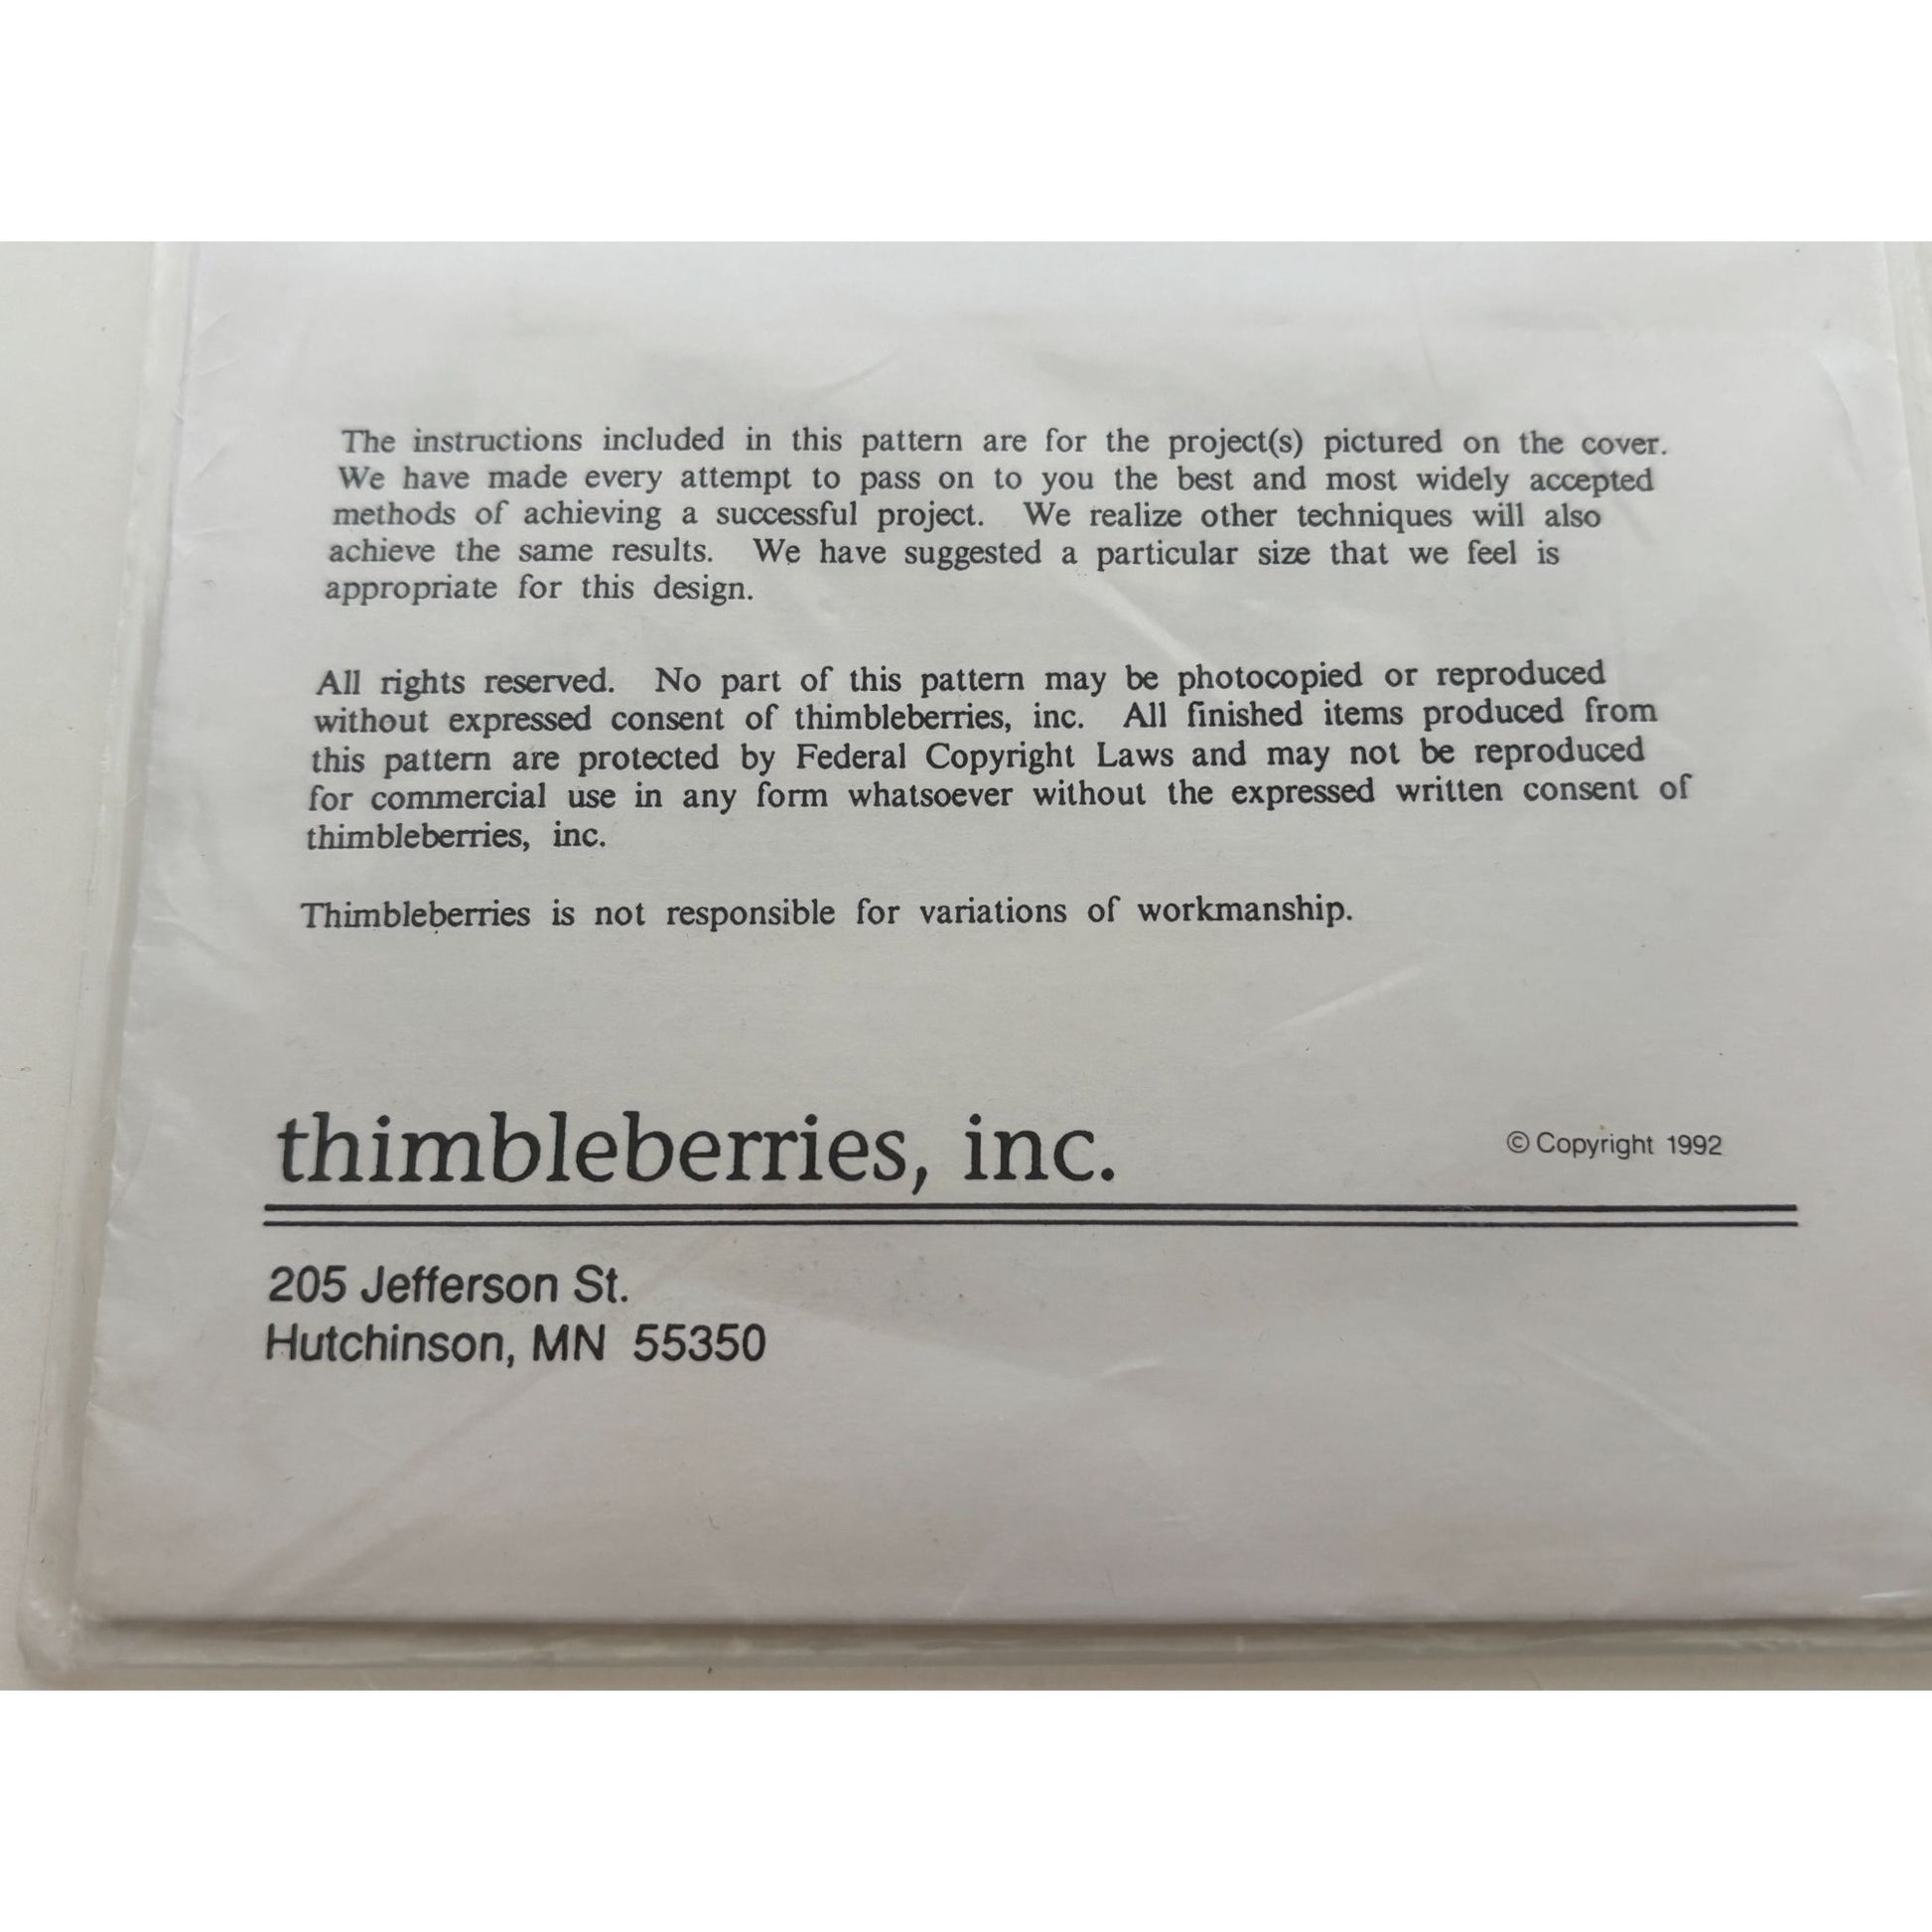 The instructions included in this pattern are for the project(s) pictured on the cover.
We have made every attempt to pass on to you the best and most widely accepted
methods of achieving a successful project. We realize other techniques will also
achieve the same results. We have suggested a particular size that we feel is
appropriate for this design.
All rights reserved. No part of this pattern may be photocopied or reproduced
without expressed consent of thimbleberries, inc. All finished items produced from
this pattern are protected by Federal Copyright Laws and may not be reproduced
for commercial use in any form whatsoever without the expressed written consent of
thimbleberries, inc.
Thimbleberries is not responsible for variations of workmanship.
thimbleberries, inc. © Copyright 1992
205 Jefferson St.
Hutchinson, MN 55350